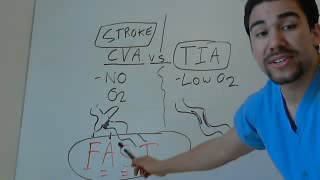 STROKE
CVA VS TIA
-NO -LOW O2
O2
FAST